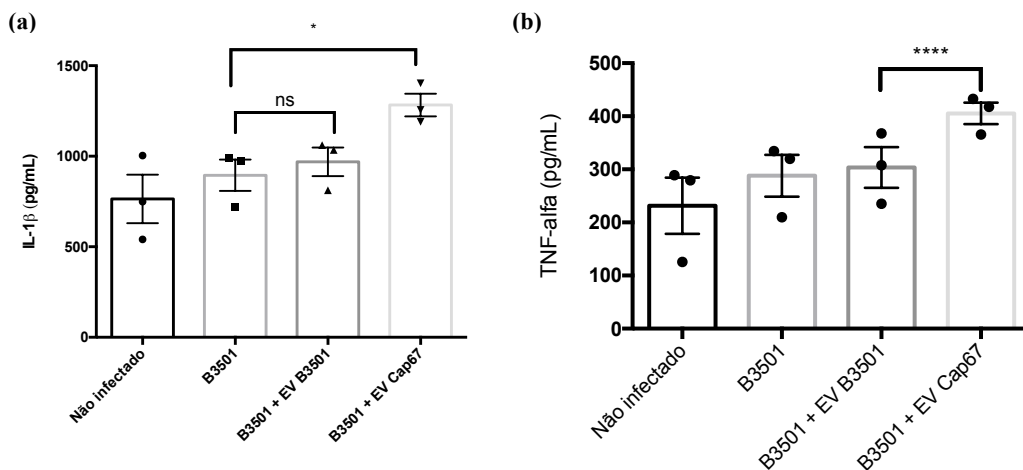 (a)
*
ns
IL-1β (pg/mL)
1500
1000
500
0
Não infectado
B3501
B3501 + EV B3501
B3501 + EV Cap67
(b)
****
TNF-alfa (pg/mL)
500
400
300
200
100
0
Não infectado
B3501
B3501 + EV B3501
B3501 + EV Cap67